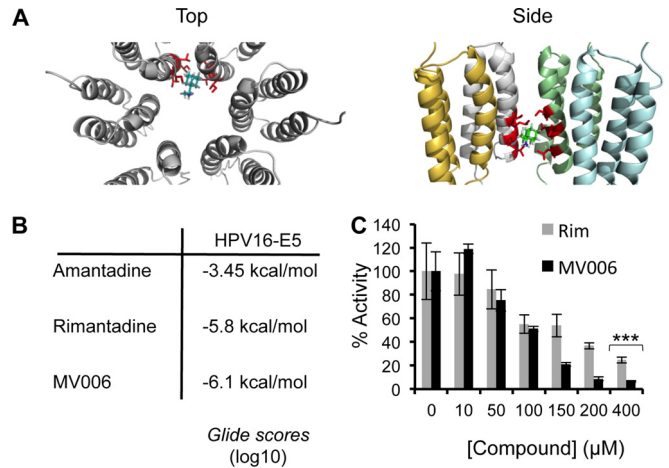 A
Top
Side
B
HPV16-E5
Amantadine -3.45 kcal/mol
Rimantadine -5.8 kcal/mol
MV006 -6.1 kcal/mol
Glide scores
(log10)
C
% Activity
140
120
100
80
60
40
20
0
Rim
MV006
***
0 10 50 100 150 200 400
[Compound] (µM)